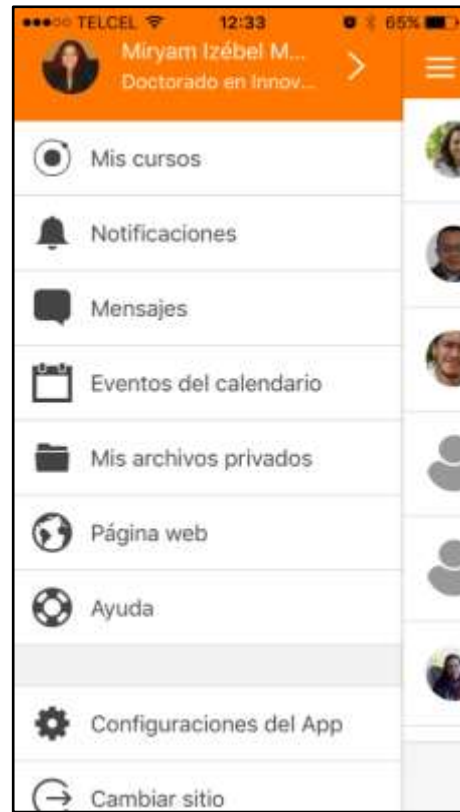 TELCEL 12:33 65%
Miryam Izébel M...
Doctorado en Innov...
Mis cursos
Notificaciones
Mensajes
Eventos del calendario
Mis archivos privados
Página web
Ayuda
Configuraciones del App
Cambiar sitio